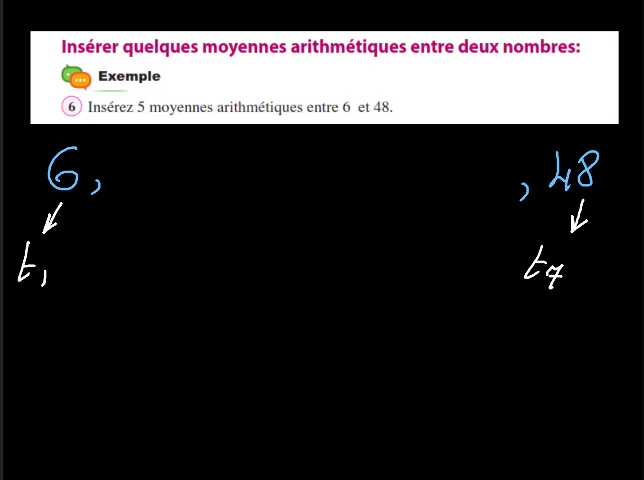 Insérer quelques moyennes arithmétiques entre deux nombres:
Exemple
6 Insérez 5 moyennes arithmétiques entre 6 et 48.
6, , 48
t₁ t₇